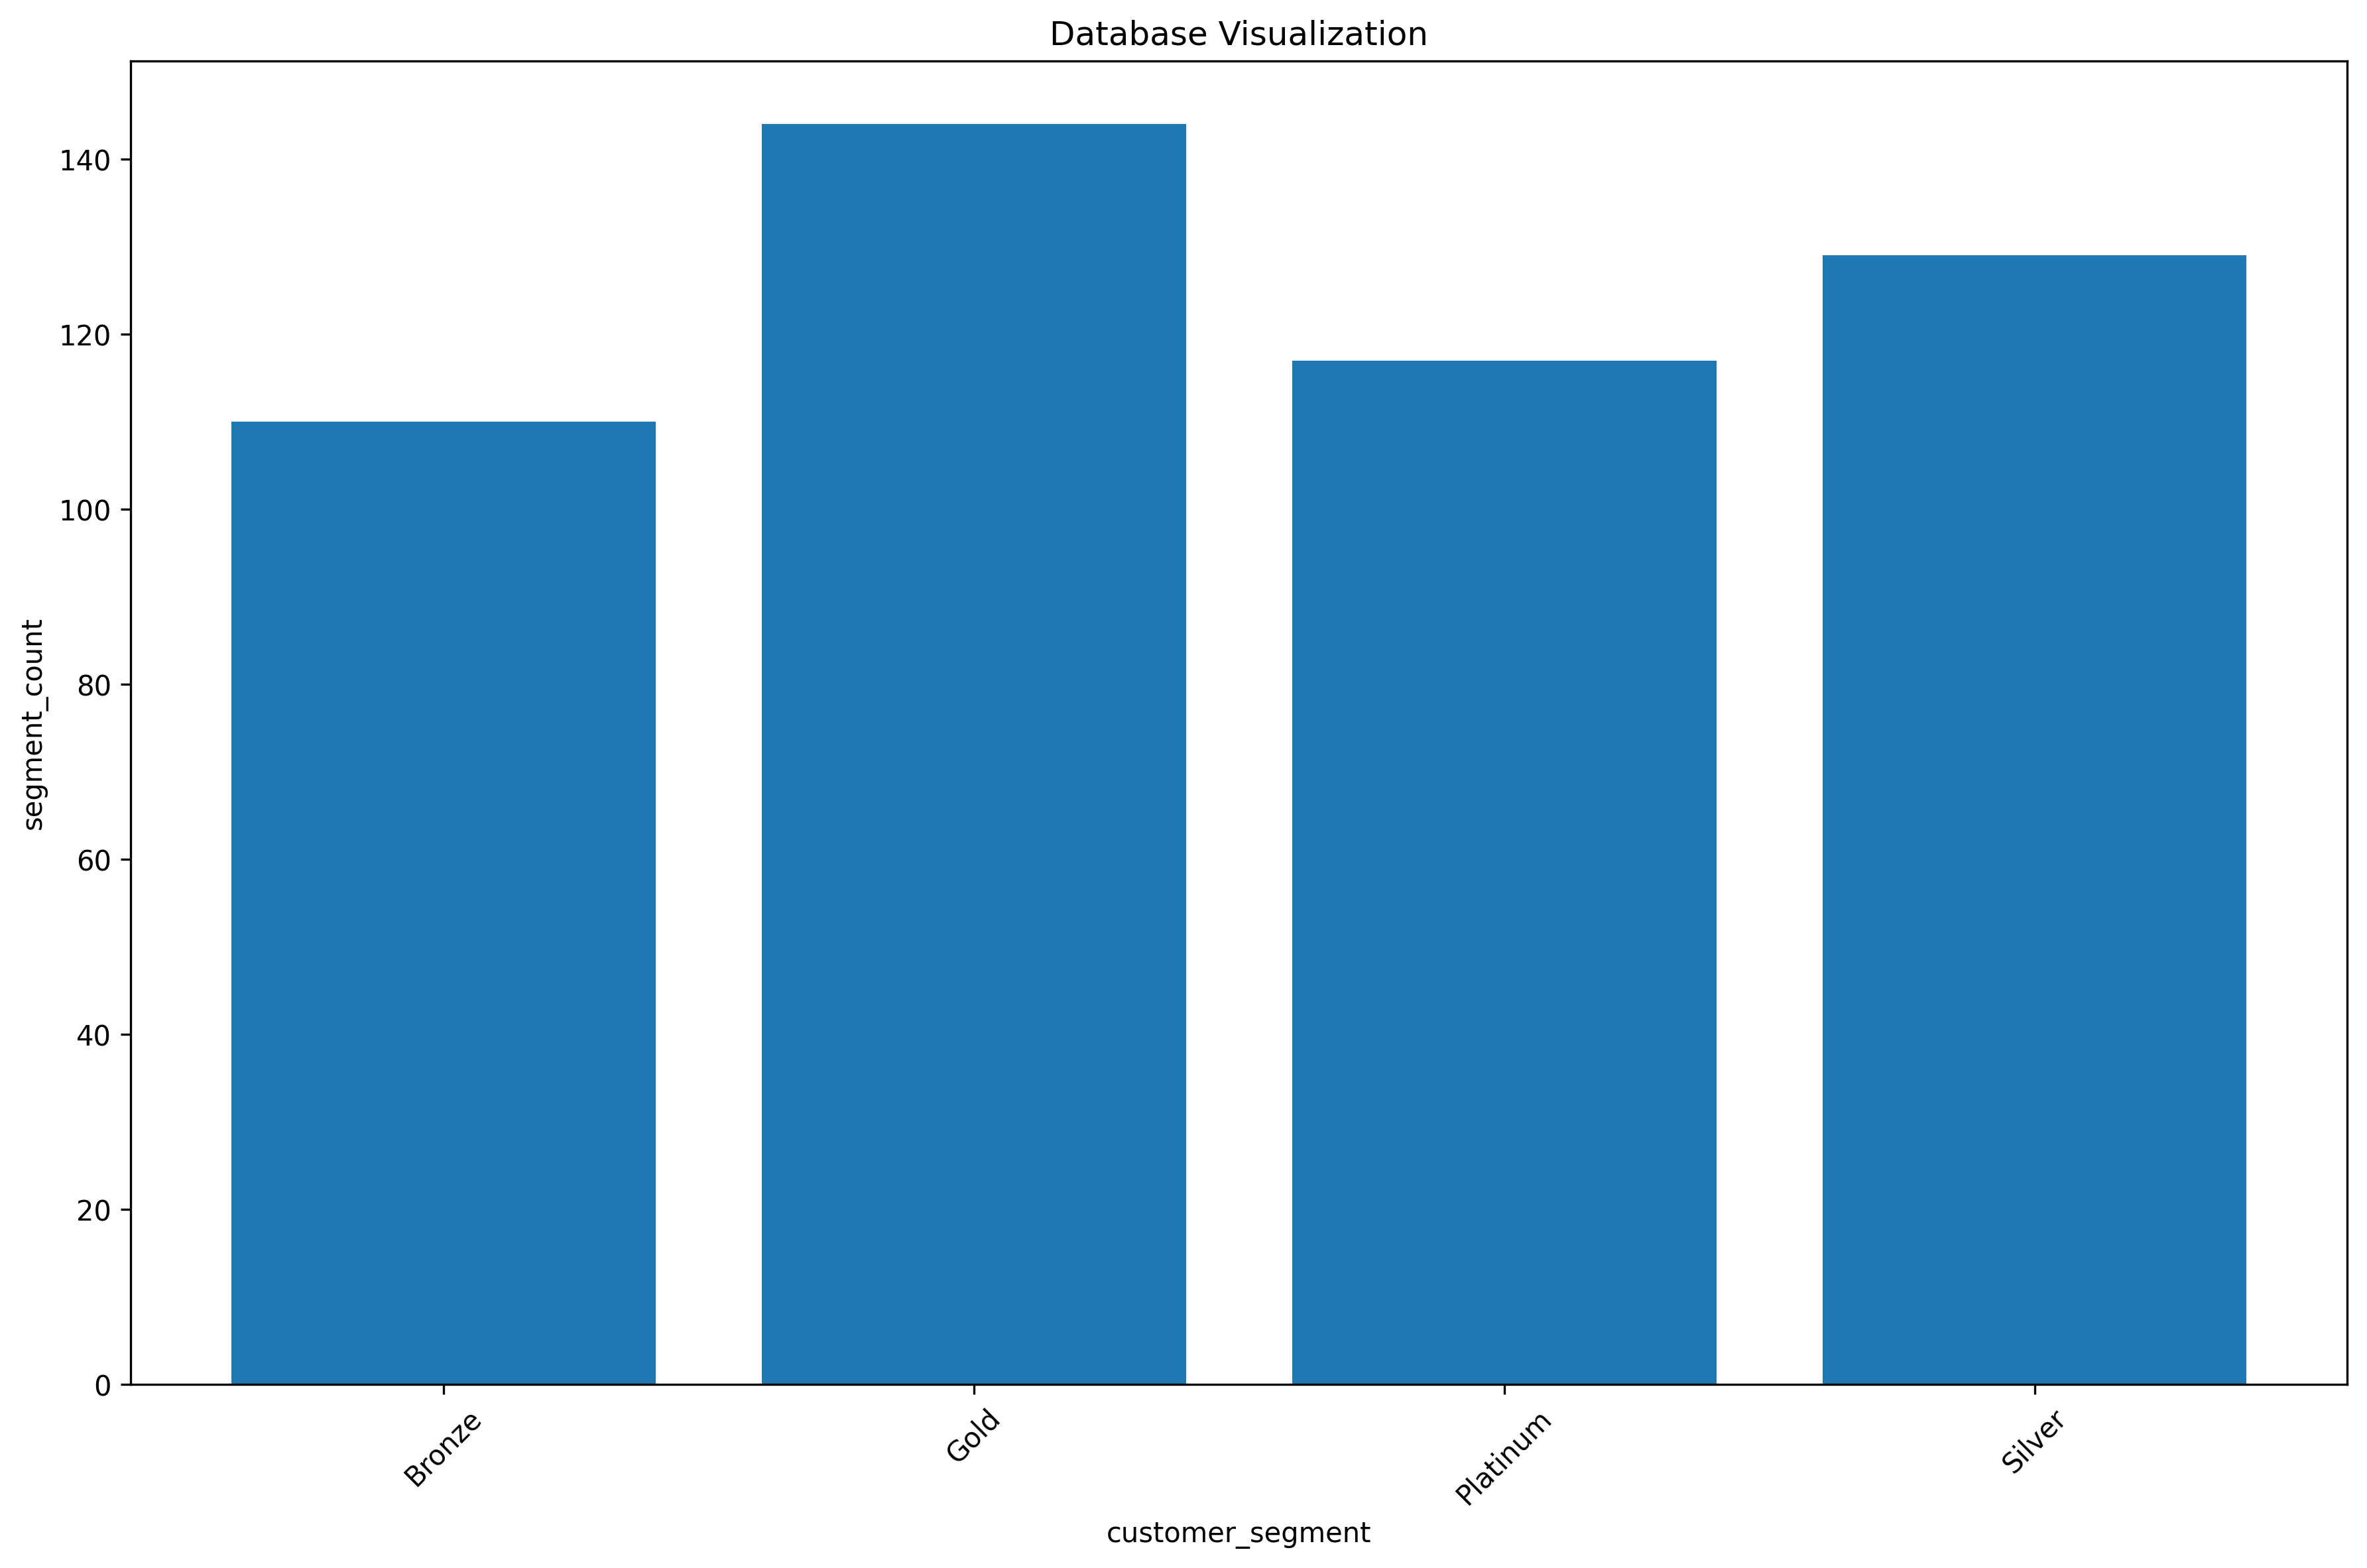 Database Visualization
segment_count
140
120
100
80
60
40
20
0
Bronze
Gold
Platinum
Silver
customer_segment